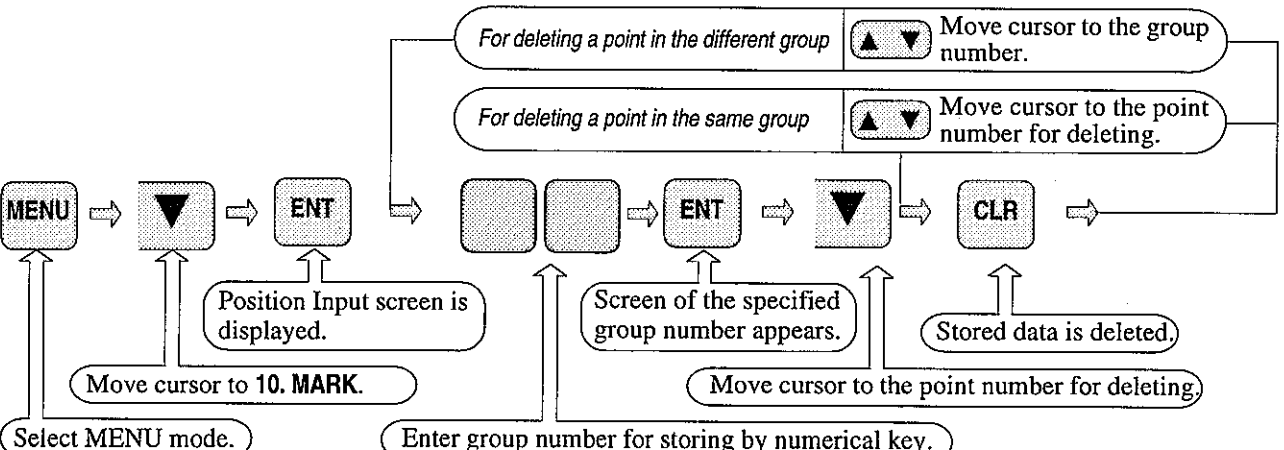 For deleting a point in the different group
Move cursor to the group
number.
For deleting a point in the same group
Move cursor to the point
number for deleting.
MENU
ENT
ENT
CLR
Position Input screen is
displayed.
Screen of the specified
group number appears.
Stored data is deleted.
Move cursor to 10. MARK.
Move cursor to the point number for deleting.
Select MENU mode.
Enter group number for storing by numerical key.